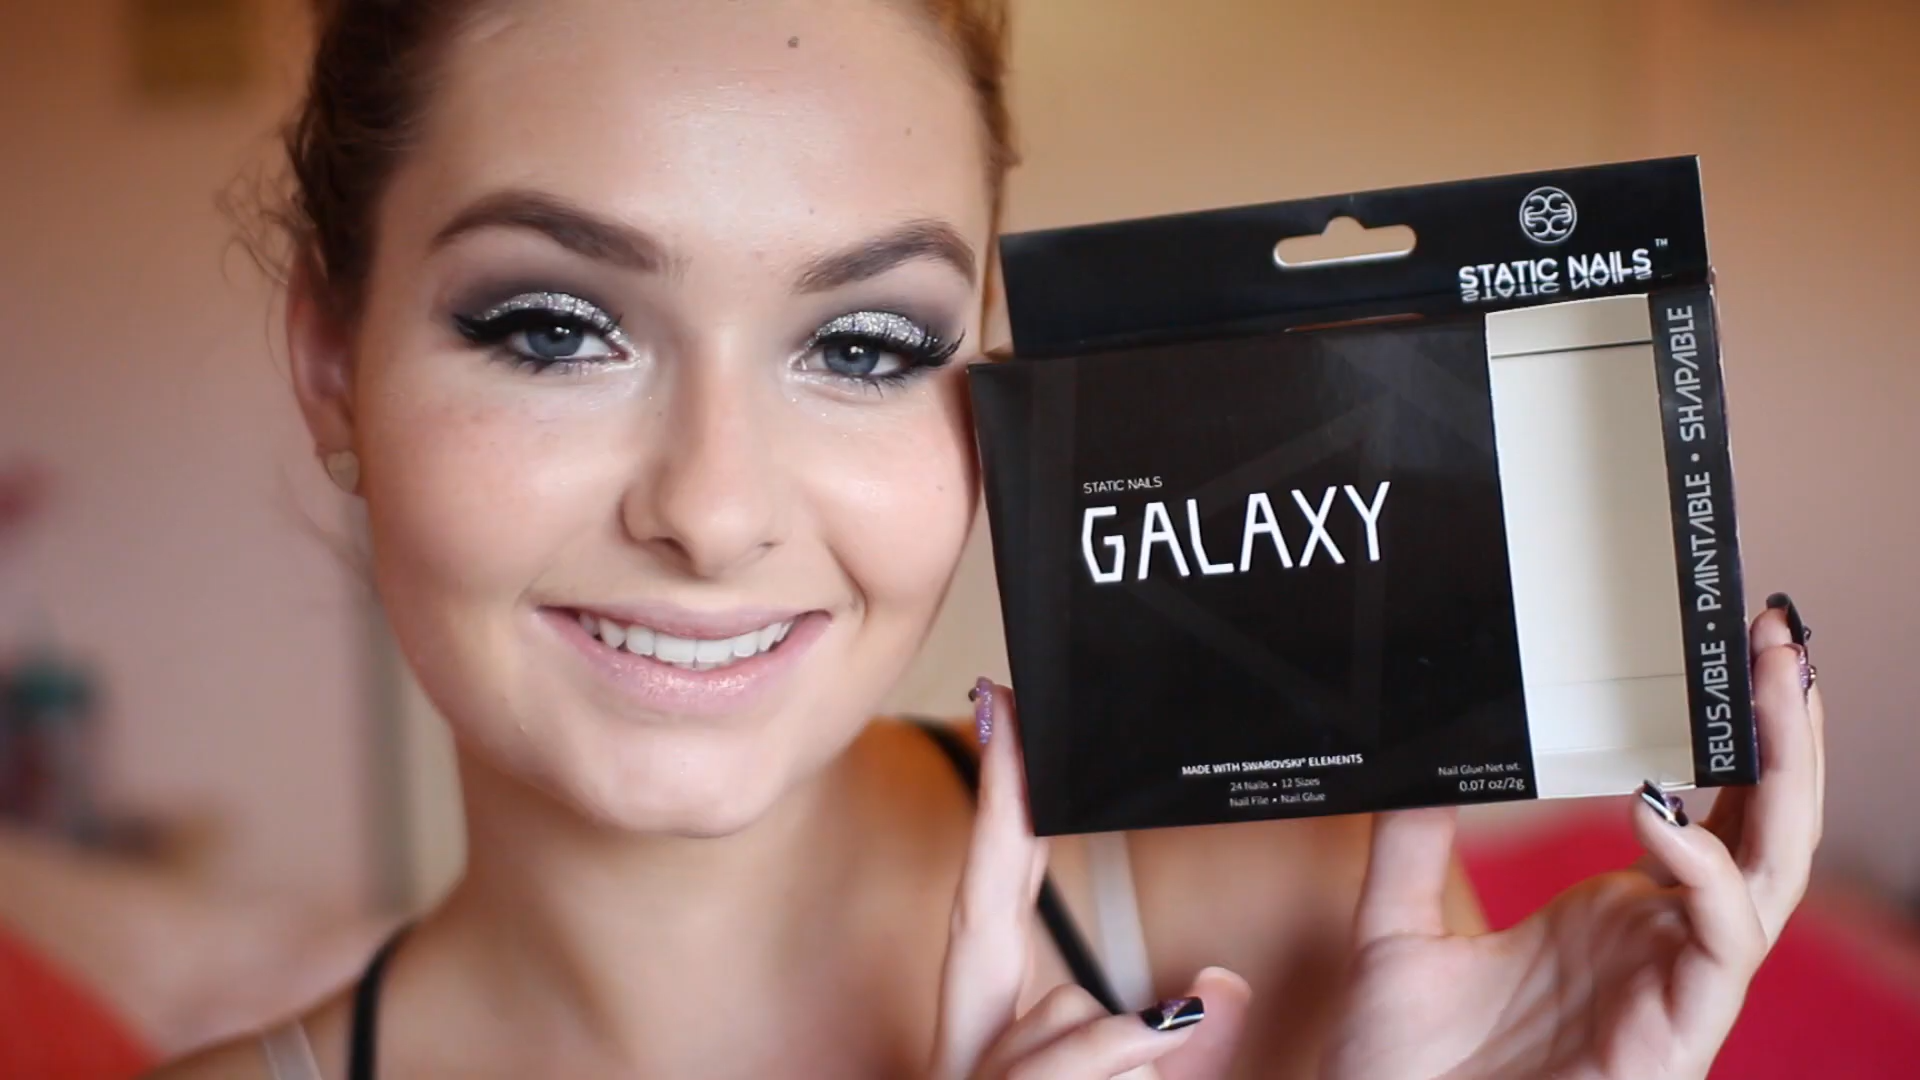 STATIC NAILS™
STATIC NAILS
GALAXY
MADE WITH SWAROVSKI® ELEMENTS
24 Nails • 12 Sizes
Nail File • Nail Glue
Nail Glue Net wt.
0.07 oz/2g
REUSABLE • PAINTABLE • SHAPABLE